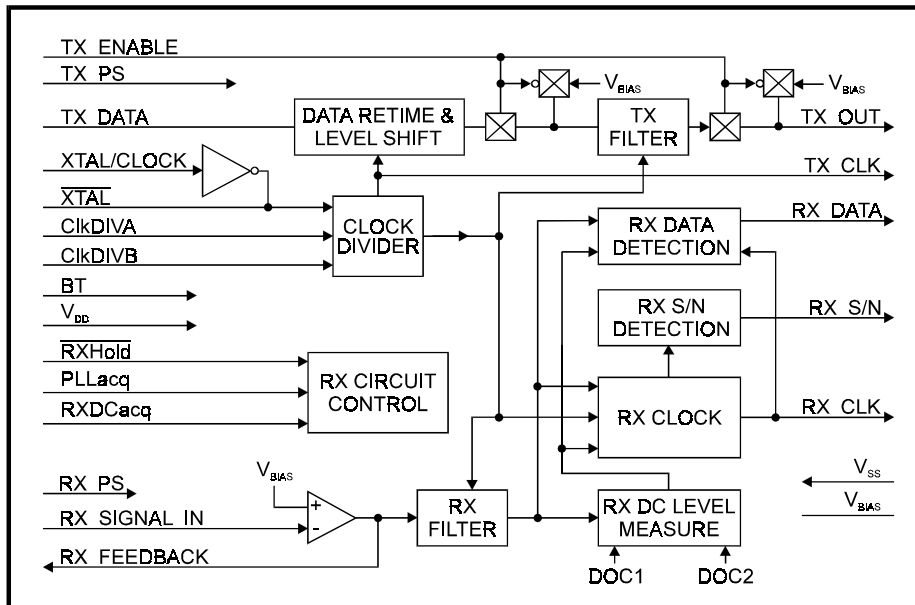 TX ENABLE
TX PS
V_BIAS
V_BIAS
TX DATA
DATA RETIME &
LEVEL SHIFT
TX
FILTER
TX OUT
XTAL/CLOCK
TX CLK
XTAL
ClkDIVA
CLOCK
DIVIDER
RX DATA
DETECTION
RX DATA
ClkDIVB
BT
V_DD
RX S/N
DETECTION
RX S/N
RXHold
PLLacq
RXDCacq
RX CIRCUIT
CONTROL
RX CLOCK
RX CLK
V_BIAS
V_SS
RX PS
+
-
RX SIGNAL IN
RX
FILTER
RX DC LEVEL
MEASURE
V_BIAS
RX FEEDBACK
DOC1
DOC2